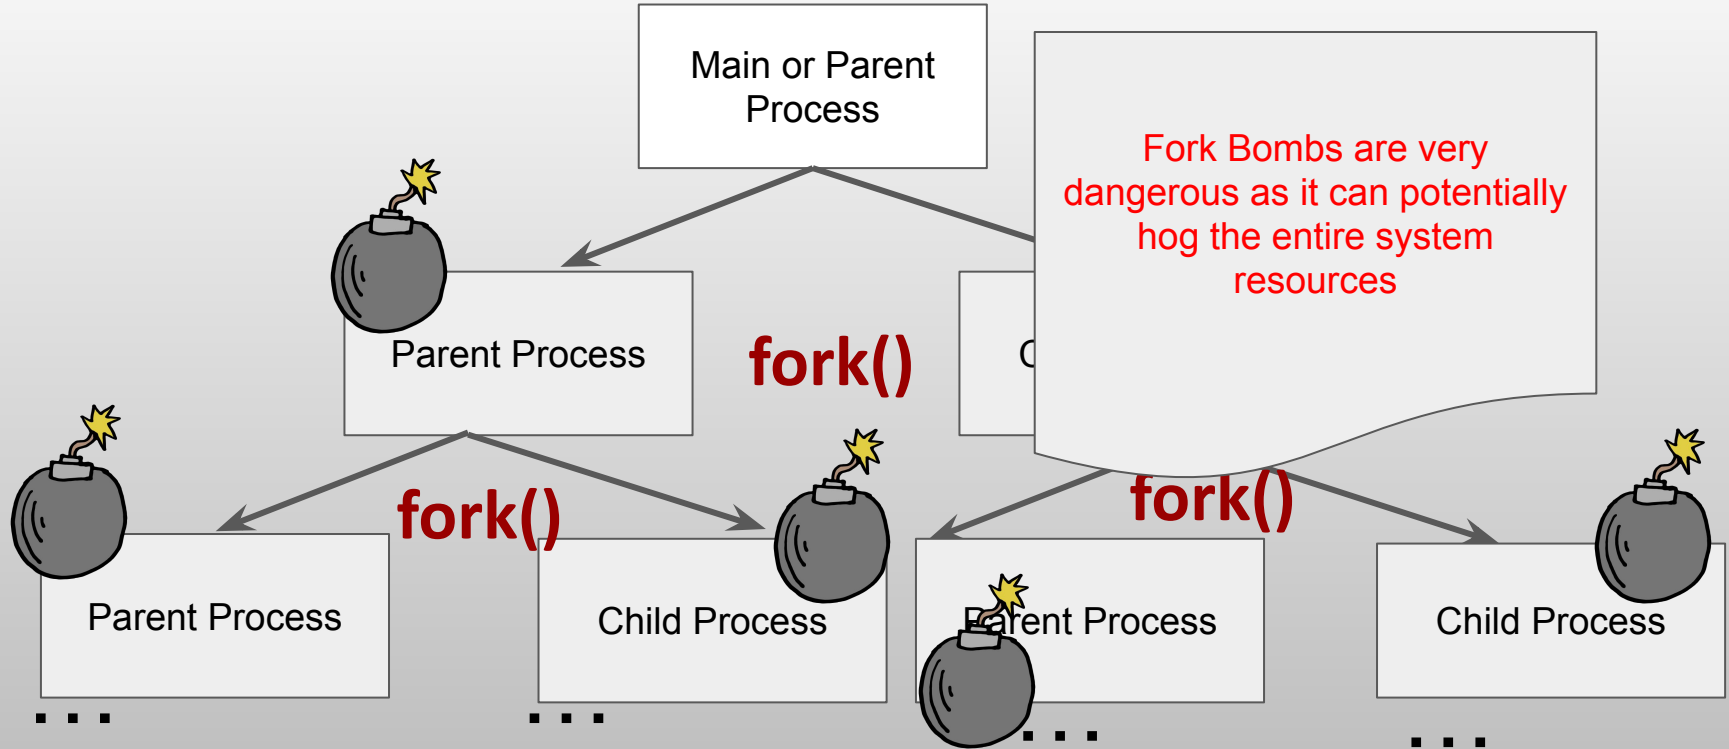 Main or Parent
Process
Fork Bombs are very
dangerous as it can potentially
hog the entire system
resources
Parent Process
fork()
C
fork()
fork()
Parent Process
Child Process
Parent Process
Child Process
. . .
. . .
. . .
. . .